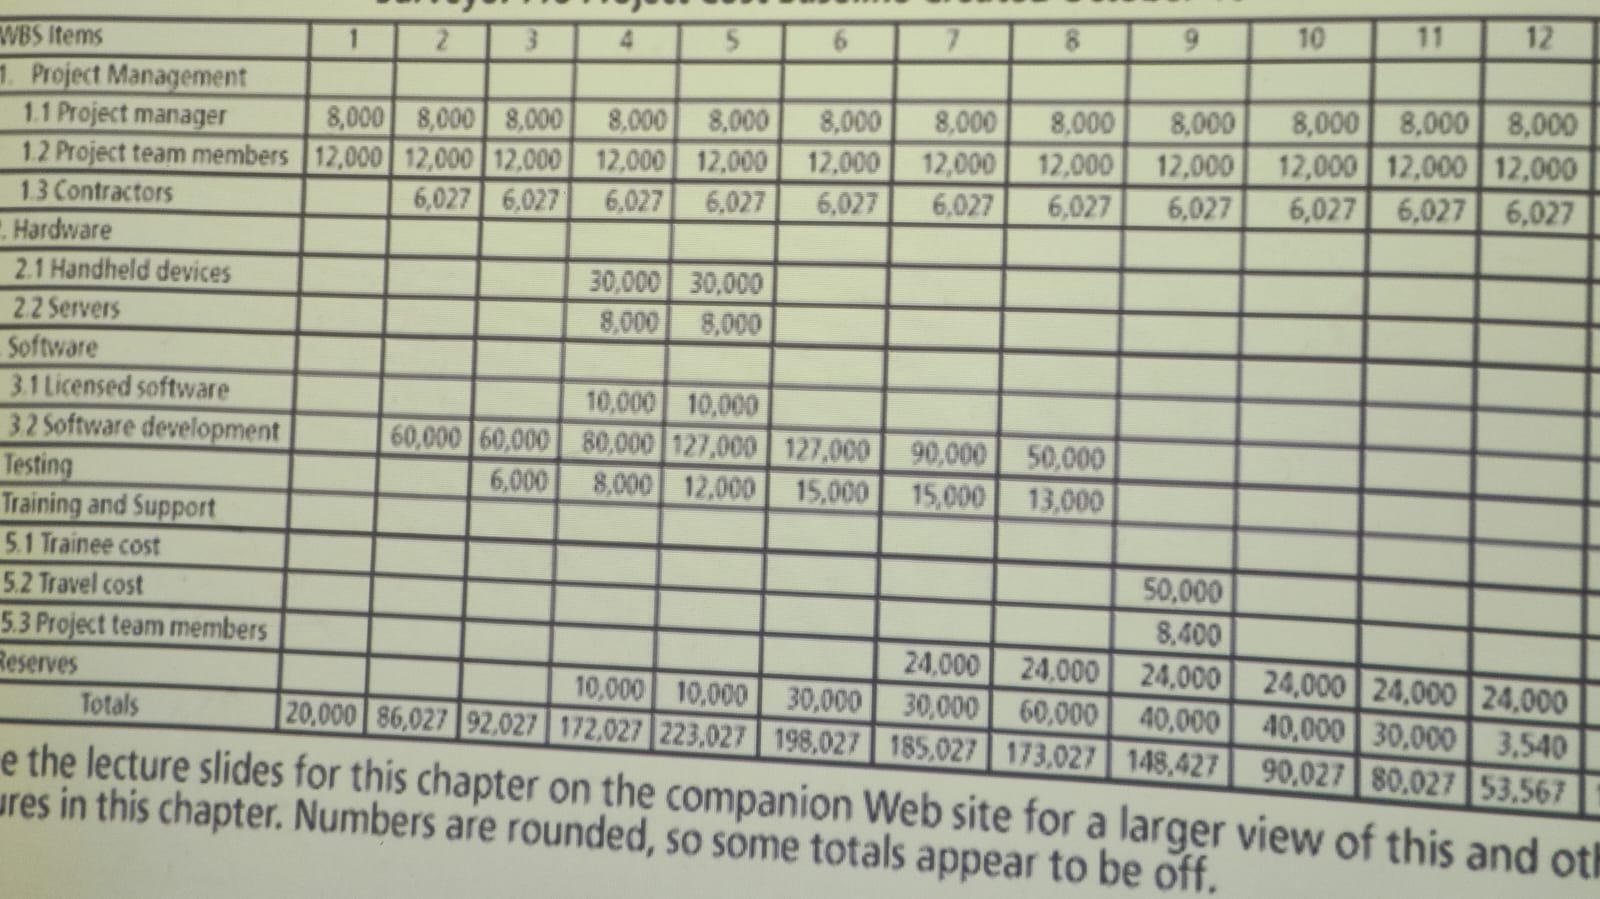 WBS Items 1 2 3 4 5 6 7 8 9 10 11 12
1. Project Management
1.1 Project manager 8,000 8,000 8,000 8,000 8,000 8,000 8,000 8,000 8,000 8,000 8,000 8,000
1.2 Project team members 12,000 12,000 12,000 12,000 12,000 12,000 12,000 12,000 12,000 12,000 12,000 12,000
1.3 Contractors 6,027 6,027 6,027 6,027 6,027 6,027 6,027 6,027 6,027 6,027 6,027
. Hardware
2.1 Handheld devices 30,000 30,000
2.2 Servers 8,000 8,000
Software
3.1 Licensed software 10,000 10,000
3.2 Software development 60,000 60,000 80,000 127,000 127,000 90,000 50,000
Testing 6,000 8,000 12,000 15,000 15,000 13,000
Training and Support
5.1 Trainee cost 50,000
5.2 Travel cost 8,400
5.3 Project team members 24,000 24,000 24,000 24,000 24,000 24,000
Reserves 10,000 10,000 30,000 30,000 60,000 40,000 40,000 30,000 3,540
Totals 20,000 86,027 92,027 172,027 223,027 198,027 185,027 173,027 148,427 90,027 80,027 53,567
e the lecture slides for this chapter on the companion Web site for a larger view of this and oth
ures in this chapter. Numbers are rounded, so some totals appear to be off.